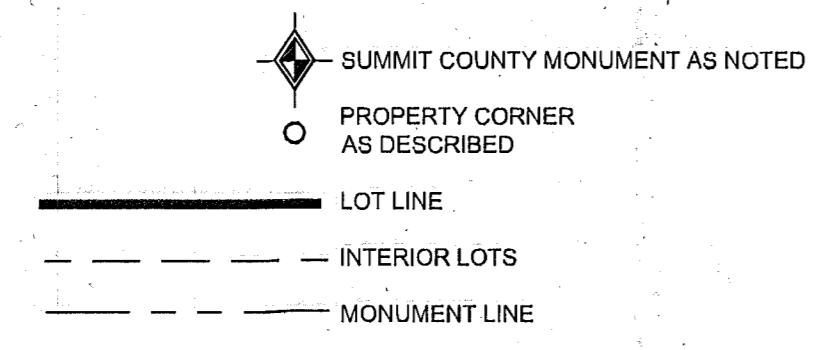 SUMMIT COUNTY MONUMENT AS NOTED
PROPERTY CORNER
AS DESCRIBED
LOT LINE
INTERIOR LOTS
MONUMENT LINE